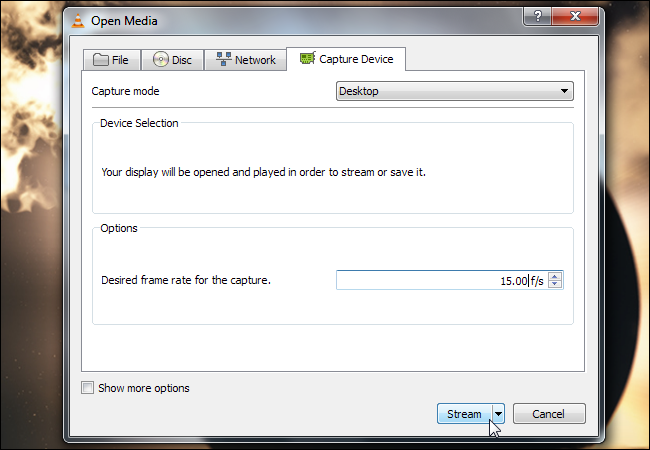 Open Media
?
File Disc Network Capture Device
Capture mode Desktop
Device Selection
Your display will be opened and played in order to stream or save it.
Options
Desired frame rate for the capture. 15.00 f/s
Show more options
Stream Cancel